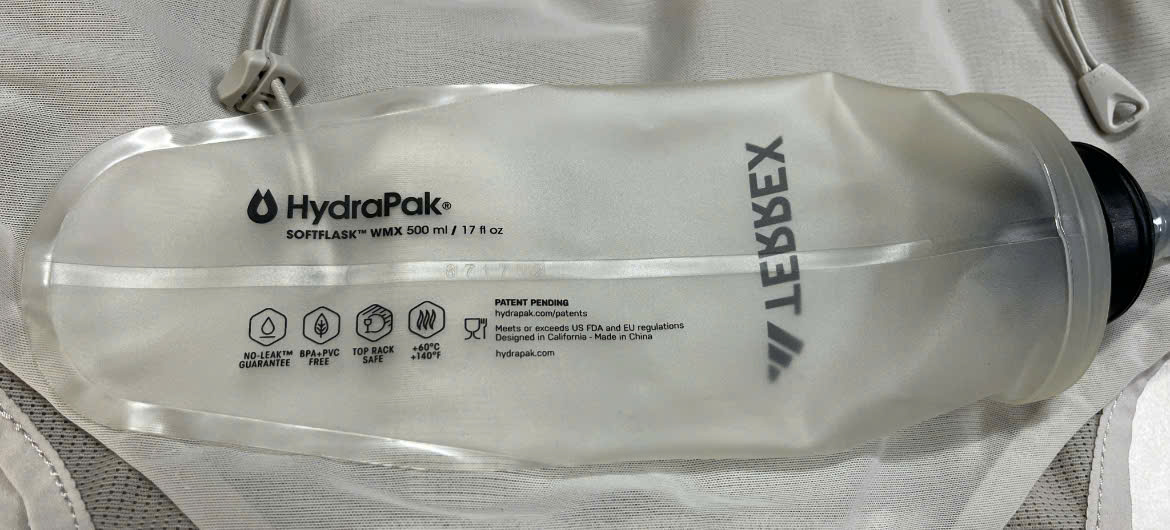 HydraPak®
SOFTFLASK™ WMX 500 ml / 17 fl oz
NO-LEAK™
GUARANTEE
BPA+PVC
FREE
TOP RACK
SAFE
+60°C
+140°F
PATENT PENDING
hydrapak.com/patents
Meets or exceeds US FDA and EU regulations
Designed in California - Made in China
hydrapak.com
TERREX